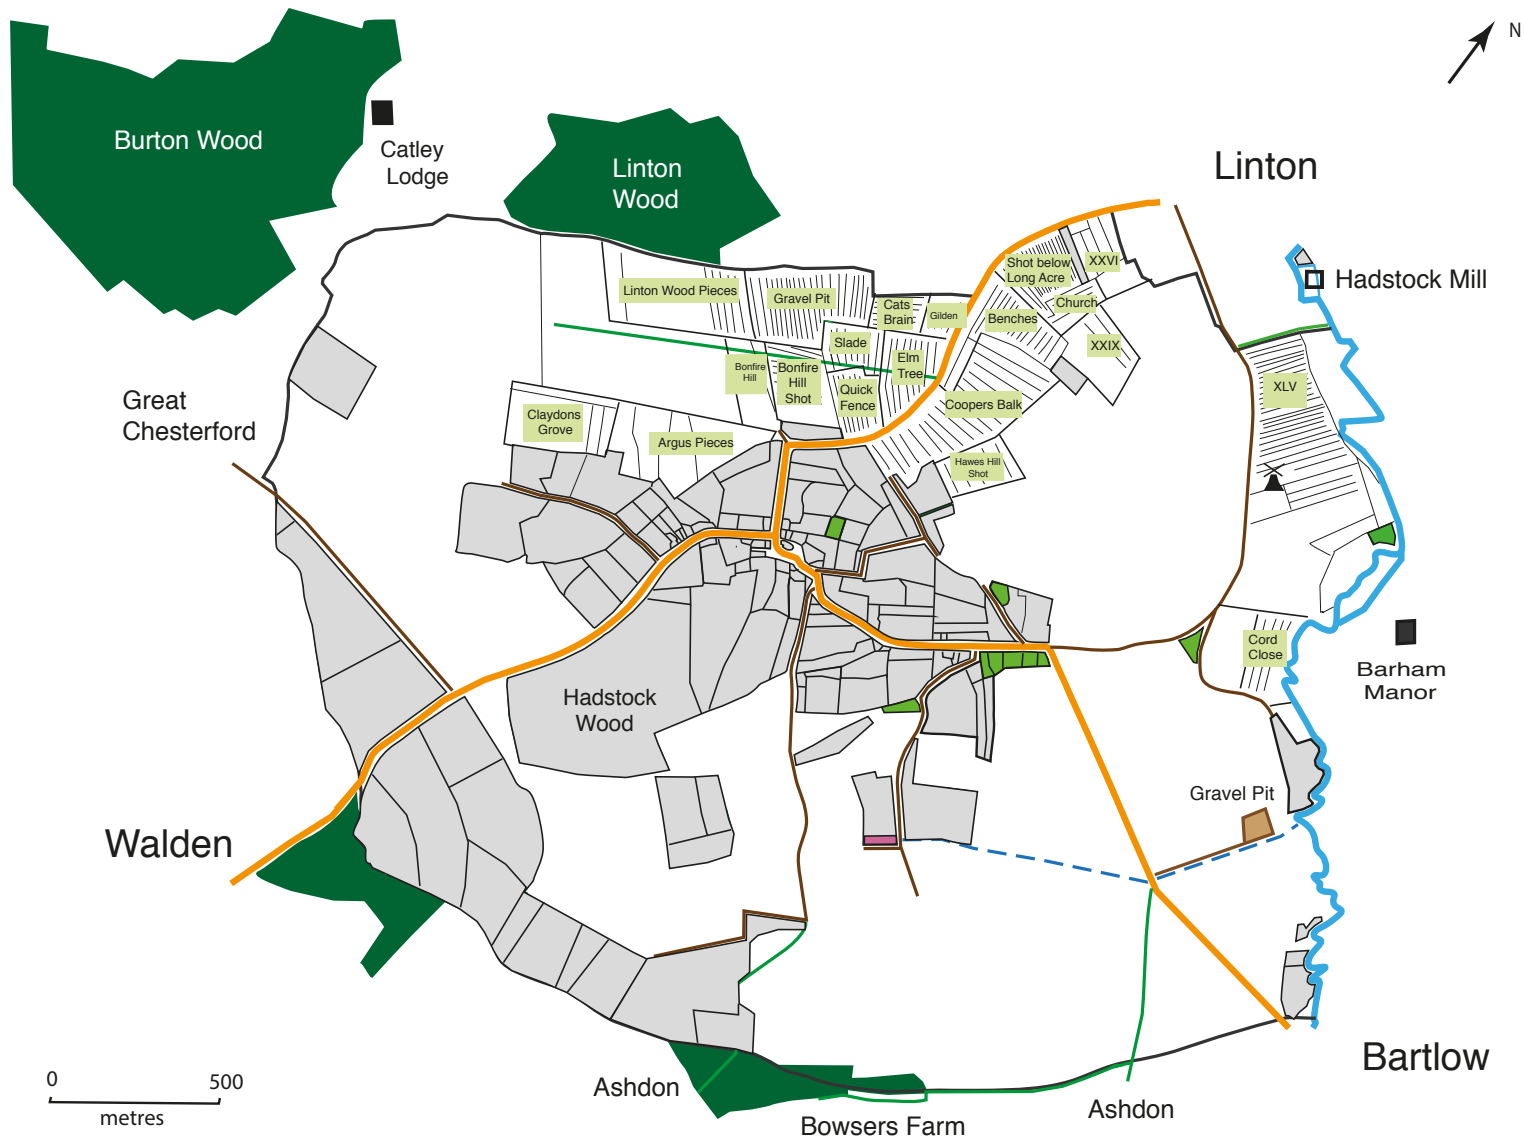 N
Burton Wood
Catley
Lodge
Linton
Wood
Linton
Hadstock Mill
Shot below
Long Acre
XXVI
Church
XXIX
Benches
Linton Wood Pieces
Gravel Pit
Cats
Brain
Gilden
Slade
Elm
Tree
Bonfire
Hill
Bonfire
Hill
Shot
Quick
Fence
Coopers Balk
XLV
Great
Chesterford
Claydons
Grove
Argus Pieces
Hawes Hill
Shot
Cord
Close
Barham
Manor
Hadstock
Wood
Gravel Pit
Walden
Bartlow
0
500
metres
Ashdon
Bowsers Farm
Ashdon